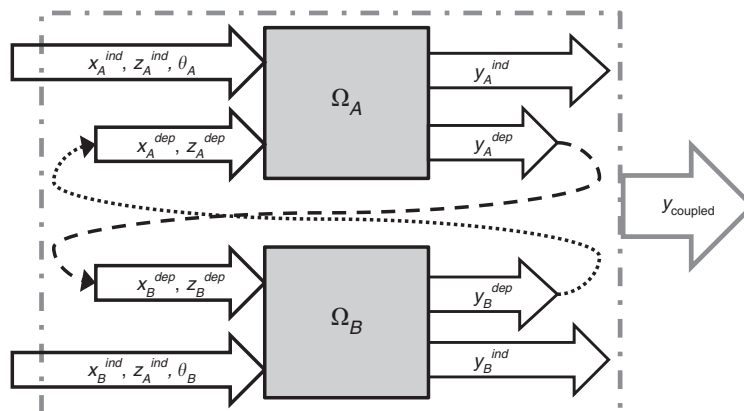 x_A^ind, z_A^ind, θ_A
Ω_A
y_A^ind
x_A^dep, z_A^dep
y_A^dep
y_coupled
x_B^dep, z_B^dep
Ω_B
y_B^dep
x_B^ind, z_A^ind, θ_B
y_B^ind